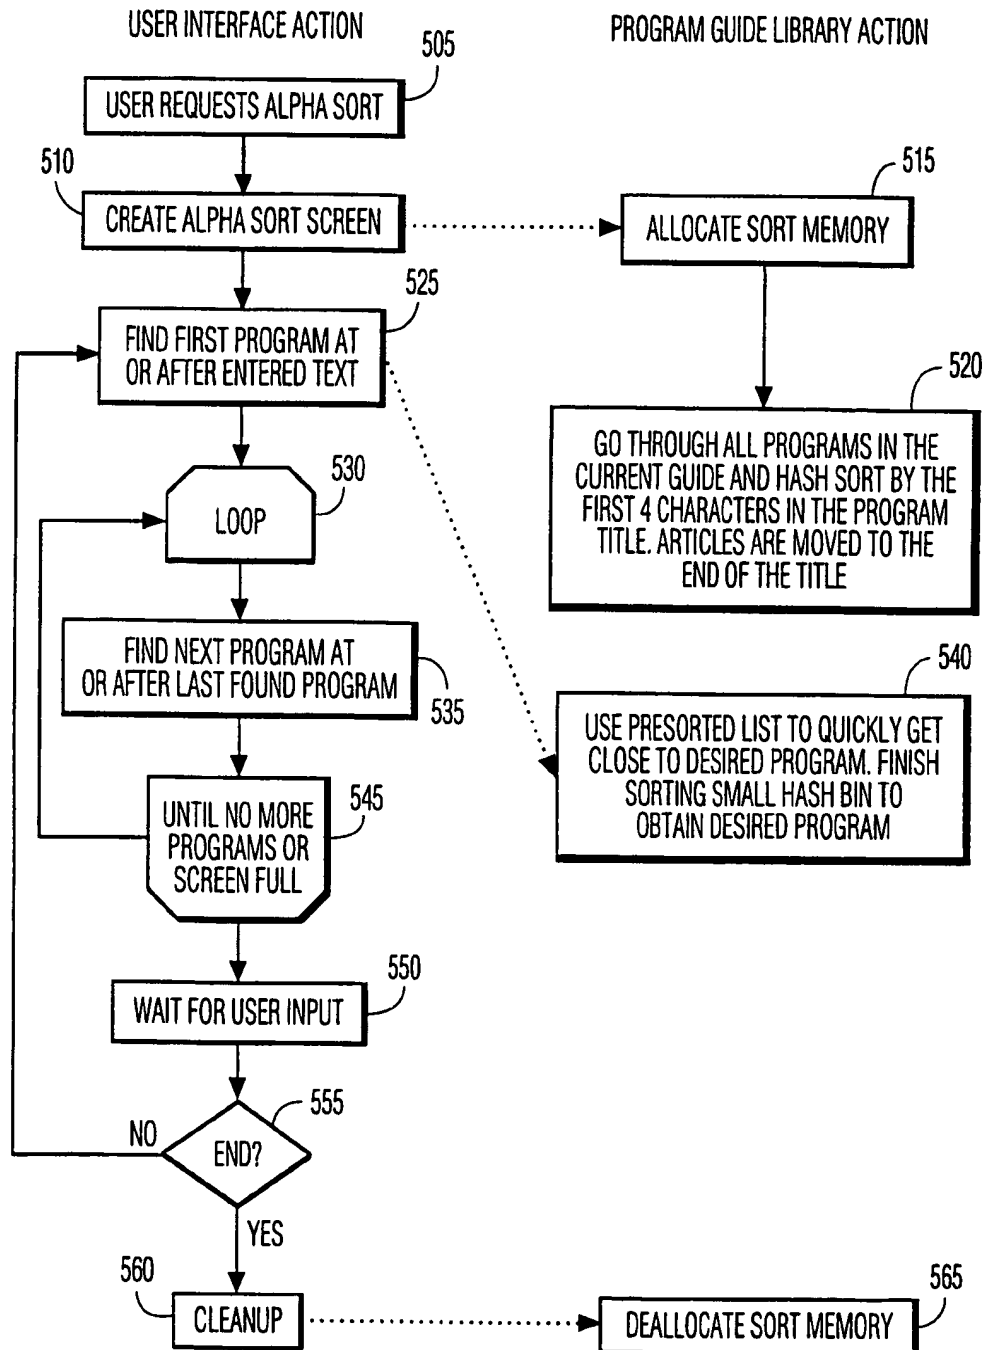 USER INTERFACE ACTION
PROGRAM GUIDE LIBRARY ACTION
505
USER REQUESTS ALPHA SORT
510
CREATE ALPHA SORT SCREEN
515
ALLOCATE SORT MEMORY
525
FIND FIRST PROGRAM AT
OR AFTER ENTERED TEXT
520
GO THROUGH ALL PROGRAMS IN THE
CURRENT GUIDE AND HASH SORT BY THE
FIRST 4 CHARACTERS IN THE PROGRAM
TITLE. ARTICLES ARE MOVED TO THE
END OF THE TITLE
530
LOOP
FIND NEXT PROGRAM AT
OR AFTER LAST FOUND PROGRAM
535
540
USE PRESORTED LIST TO QUICKLY GET
CLOSE TO DESIRED PROGRAM. FINISH
SORTING SMALL HASH BIN TO
OBTAIN DESIRED PROGRAM
545
UNTIL NO MORE
PROGRAMS OR
SCREEN FULL
550
WAIT FOR USER INPUT
555
END?
NO
YES
560
CLEANUP
565
DEALLOCATE SORT MEMORY